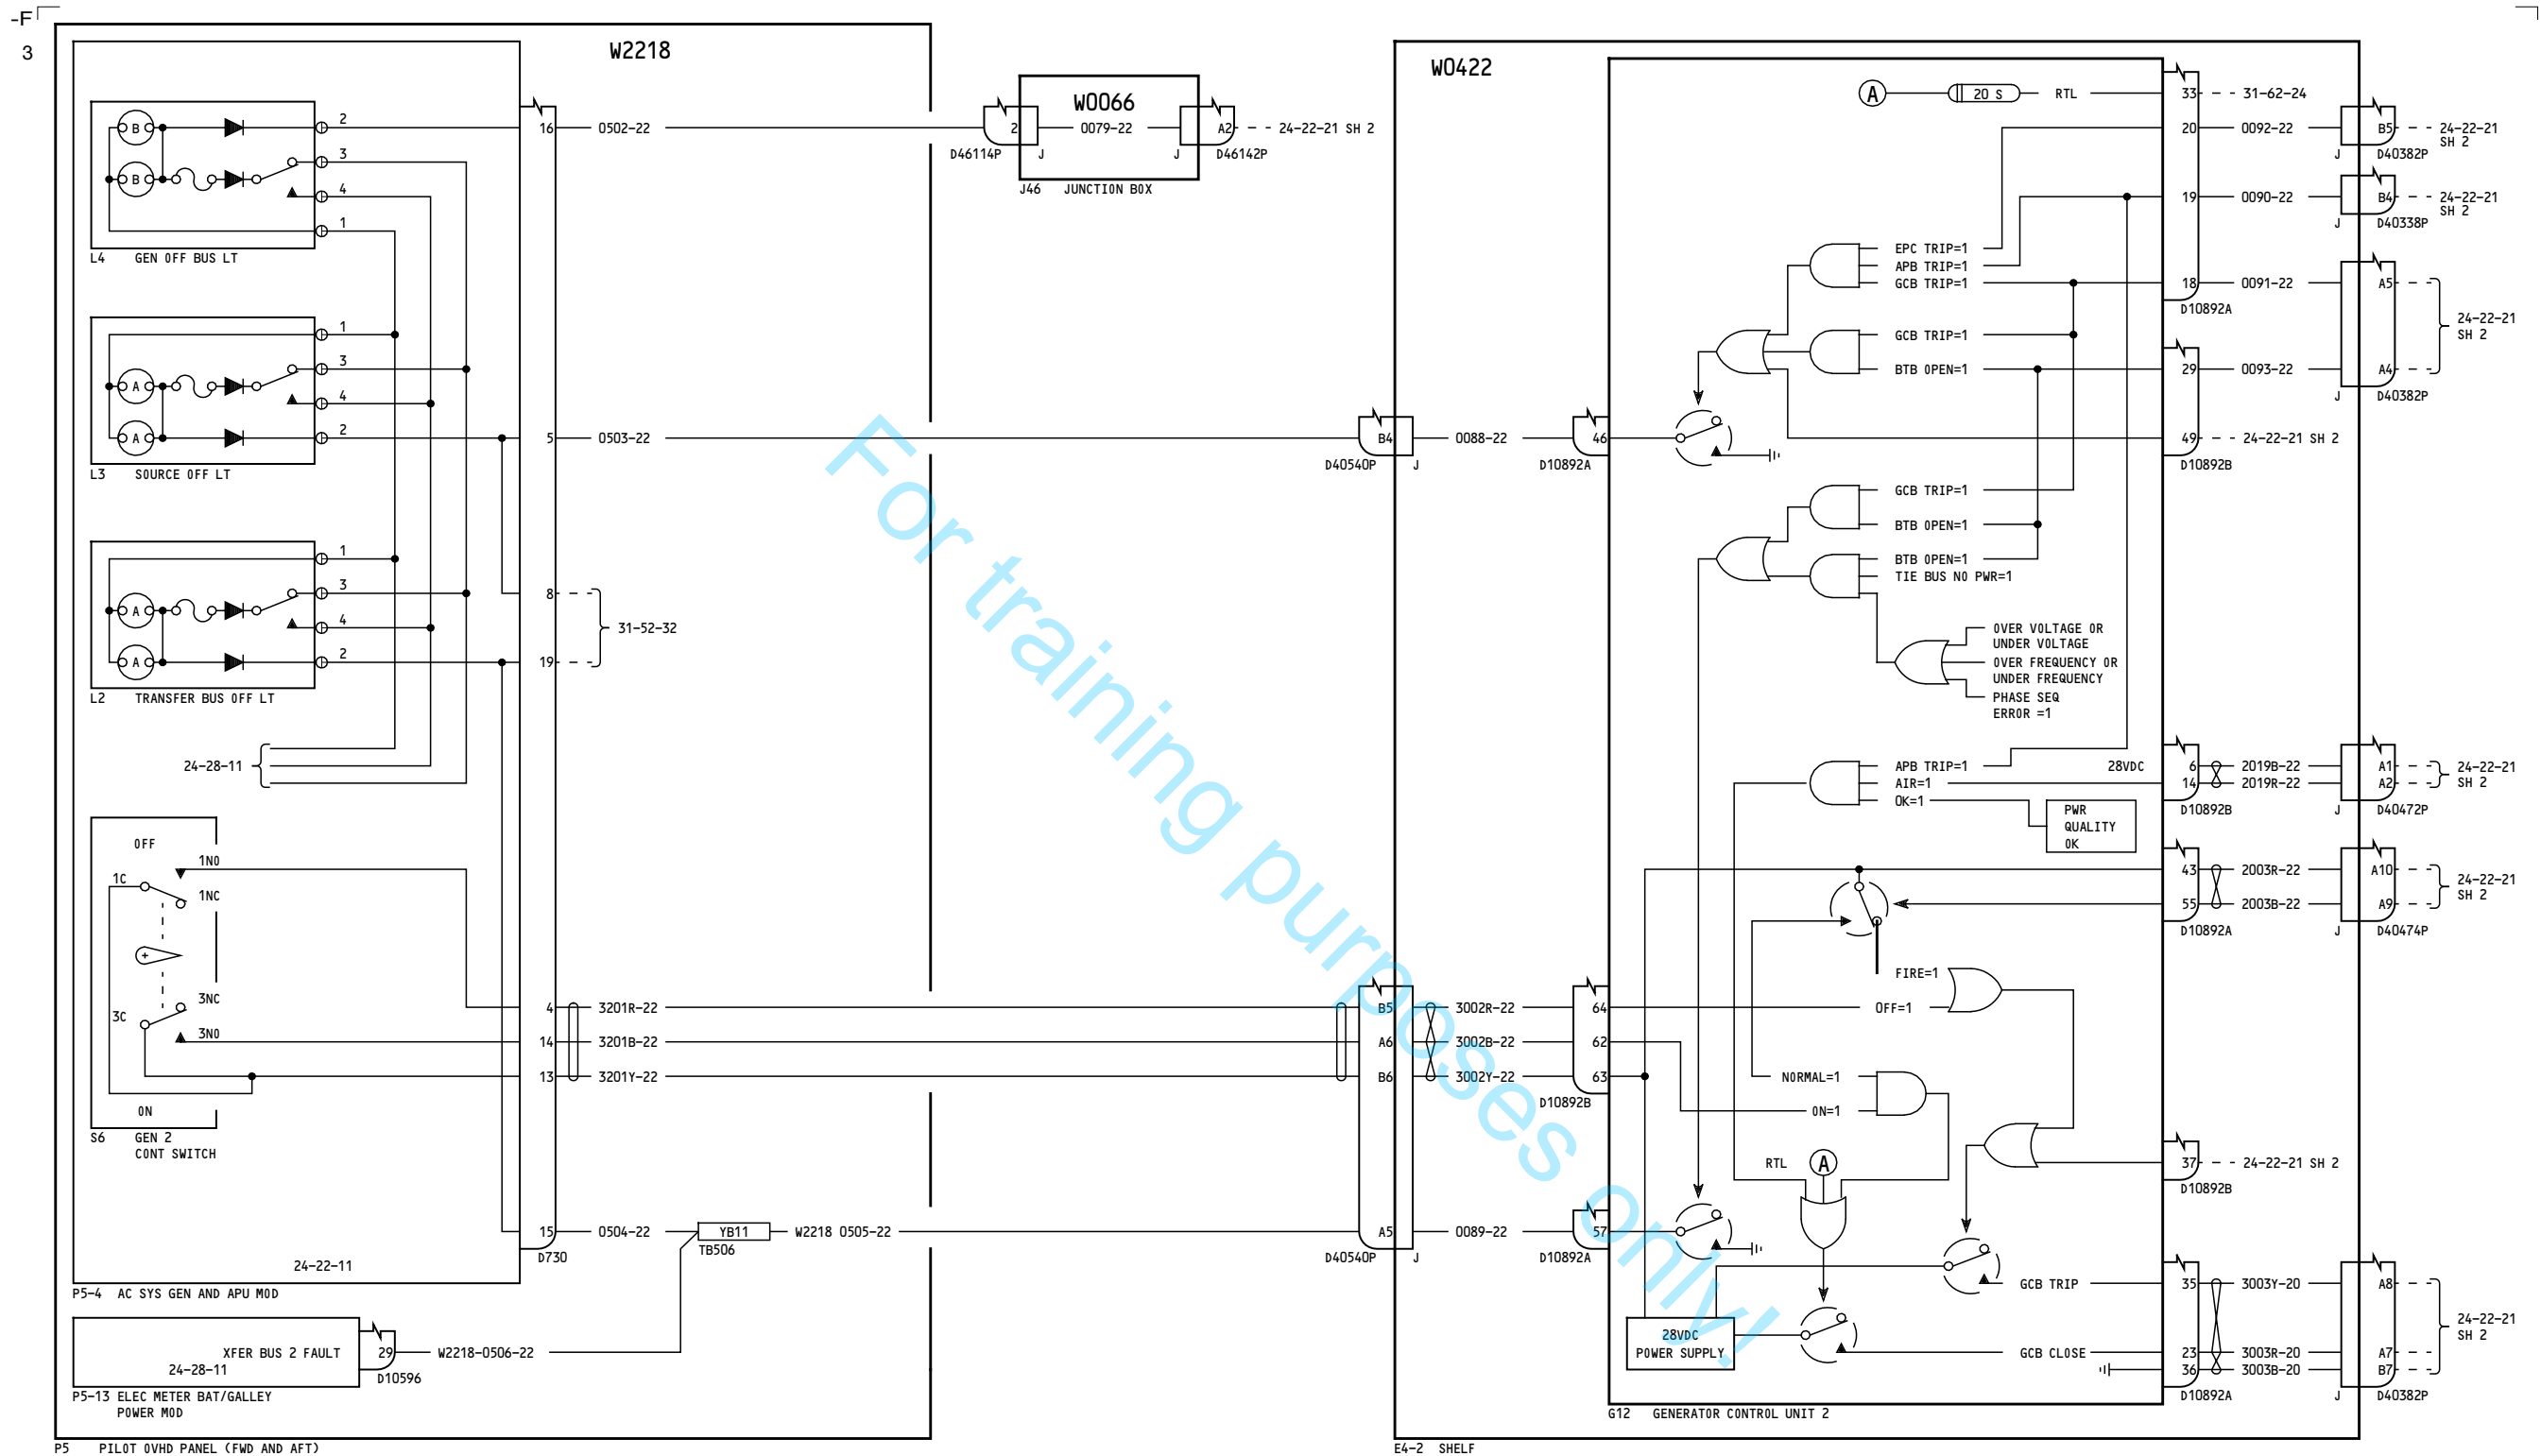 -F
3
W2218
B
B
2
3
4
1
L4 GEN OFF BUS LT
1
3
4
2
A
A
L3 SOURCE OFF LT
1
3
4
2
A
A
L2 TRANSFER BUS OFF LT
24-28-11
OFF
1NO
1C
1NC
3NC
3C
3NO
ON
S6 GEN 2
CONT SWITCH
24-22-11
P5-4 AC SYS GEN AND APU MOD
XFER BUS 2 FAULT
24-28-11
29
D10596
W2218-0506-22
P5-13 ELEC METER BAT/GALLEY
POWER MOD
P5 PILOT OVHD PANEL (FWD AND AFT)
16 0502-22
5 0503-22
8
19
31-52-32
4 3201R-22
14 3201B-22
13 3201Y-22
15 0504-22
D730
YB11
TB506
W2218 0505-22
W0066
2 0079-22 A2 24-22-21 SH 2
D46114P J J D46142P
J46 JUNCTION BOX
W0422
B4 0088-22 46
D40540P J D10892A
B5 3002R-22 64
A6 3002B-22 62
B6 3002Y-22 63
D10892B
A5 0089-22 57
D40540P J D10892A
A 20 S RTL 33 31-62-24
20 0092-22 B5 24-22-21
SH 2
J D40382P
19 0090-22 B4 24-22-21
SH 2
J D40338P
EPC TRIP=1
APB TRIP=1
GCB TRIP=1 18 0091-22 A5
D10892A
24-22-21
SH 2
GCB TRIP=1
BTB OPEN=1 29 0093-22 A4
J D40382P
49 24-22-21 SH 2
D10892B
GCB TRIP=1
BTB OPEN=1
BTB OPEN=1
TIE BUS NO PWR=1
OVER VOLTAGE OR
UNDER VOLTAGE
OVER FREQUENCY OR
UNDER FREQUENCY
PHASE SEQ
ERROR =1
APB TRIP=1 28VDC 6 2019B-22 A1
AIR=1 14 2019R-22 A2
24-22-21
SH 2
OK=1
D10892B J D40472P
PWR
QUALITY
OK
43 2003R-22 A10
55 2003B-22 A9
24-22-21
SH 2
D10892A J D40474P
FIRE=1
OFF=1
NORMAL=1
ON=1
RTL A
37 24-22-21 SH 2
D10892B
GCB TRIP 35 3003Y-20 A8
24-22-21
SH 2
28VDC
POWER SUPPLY
GCB CLOSE 23 3003R-20 A7
36 3003B-20 B7
D10892A J D40382P
G12 GENERATOR CONTROL UNIT 2
E4-2 SHELF
For training purposes only!